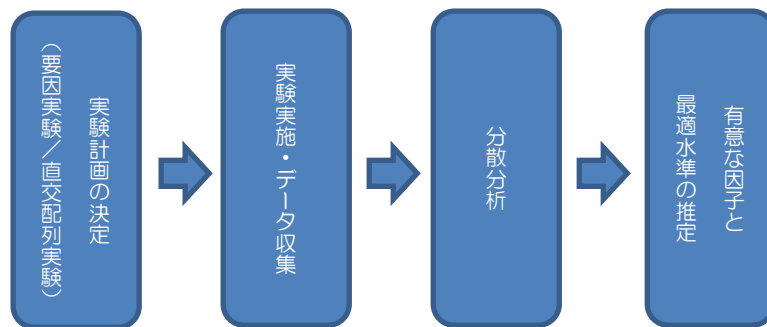 実験計画の決定
（要因実験／直交配列実験）
実験実施・データ収集
分散分析
有意な因子と
最適水準の推定